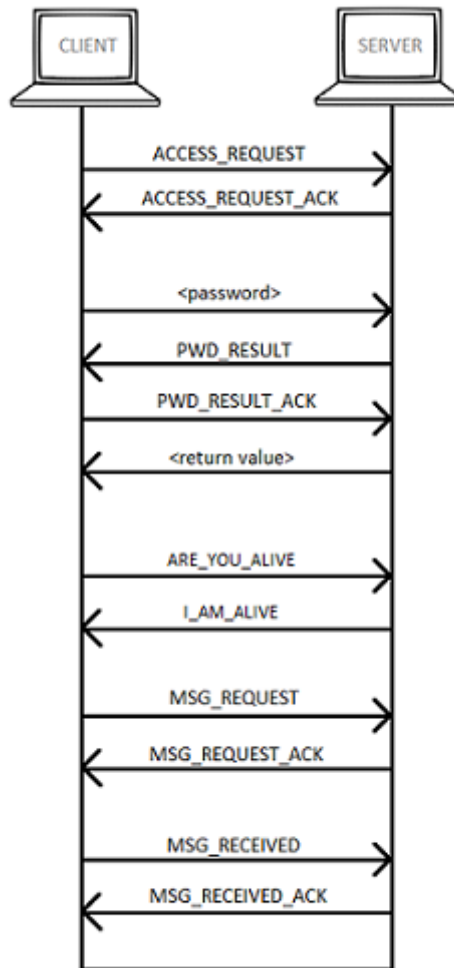 CLIENT
SERVER
ACCESS_REQUEST
ACCESS_REQUEST_ACK
<password>
PWD_RESULT
PWD_RESULT_ACK
<return value>
ARE_YOU_ALIVE
I_AM_ALIVE
MSG_REQUEST
MSG_REQUEST_ACK
MSG_RECEIVED
MSG_RECEIVED_ACK